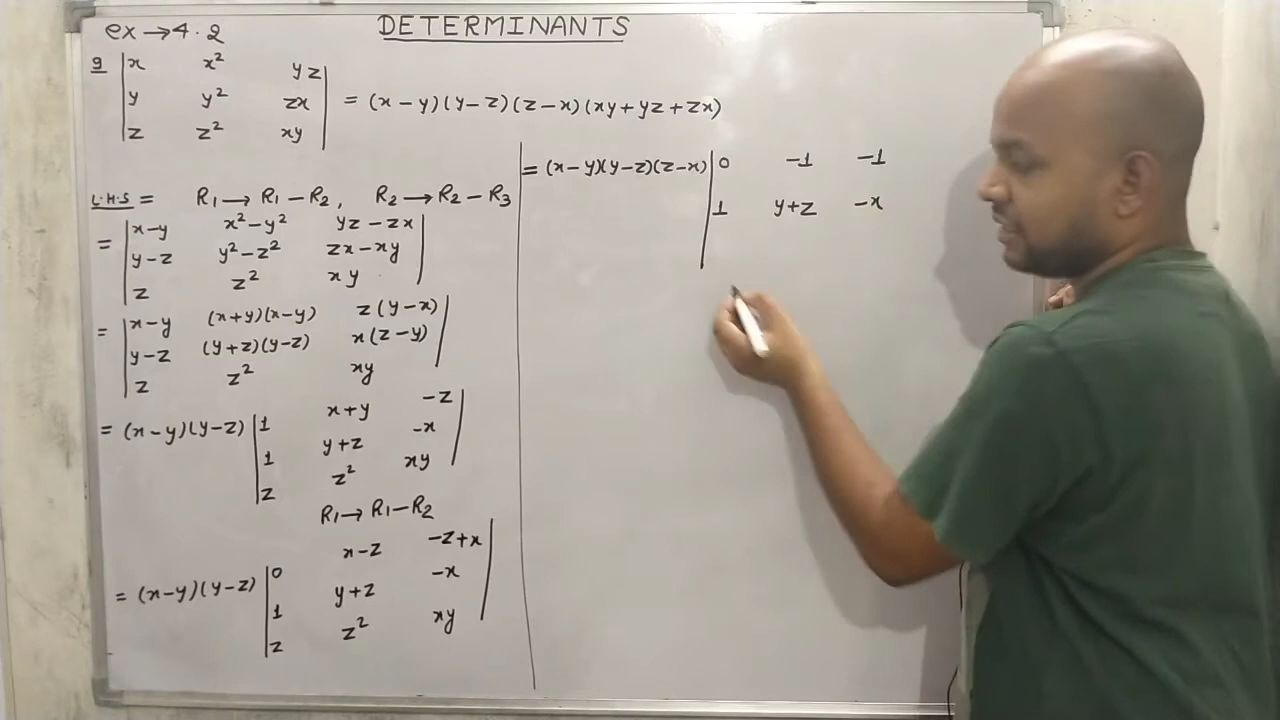 DETERMINANTS
ex → 4.2
9 | x x² yz |
| y y² zx | = (x-y)(y-z)(z-x)(xy+yz+zx)
| z z² xy |
L.H.S = R₁ → R₁-R₂, R₂ → R₂-R₃
| x-y x²-y² yz-zx |
= | y-z y²-z² zx-xy |
| z z² xy |
| x-y (x+y)(x-y) z(y-x) |
= | y-z (y+z)(y-z) x(z-y) |
| z z² xy |
= (x-y)(y-z) | 1 x+y -z |
| 1 y+z -x |
| z z² xy |
R₁ → R₁-R₂
= (x-y)(y-z) | 0 x-z -z+x |
| 1 y+z -x |
| z z² xy |
= (x-y)(y-z)(z-x) | 0 -1 -1
| 1 y+z -x